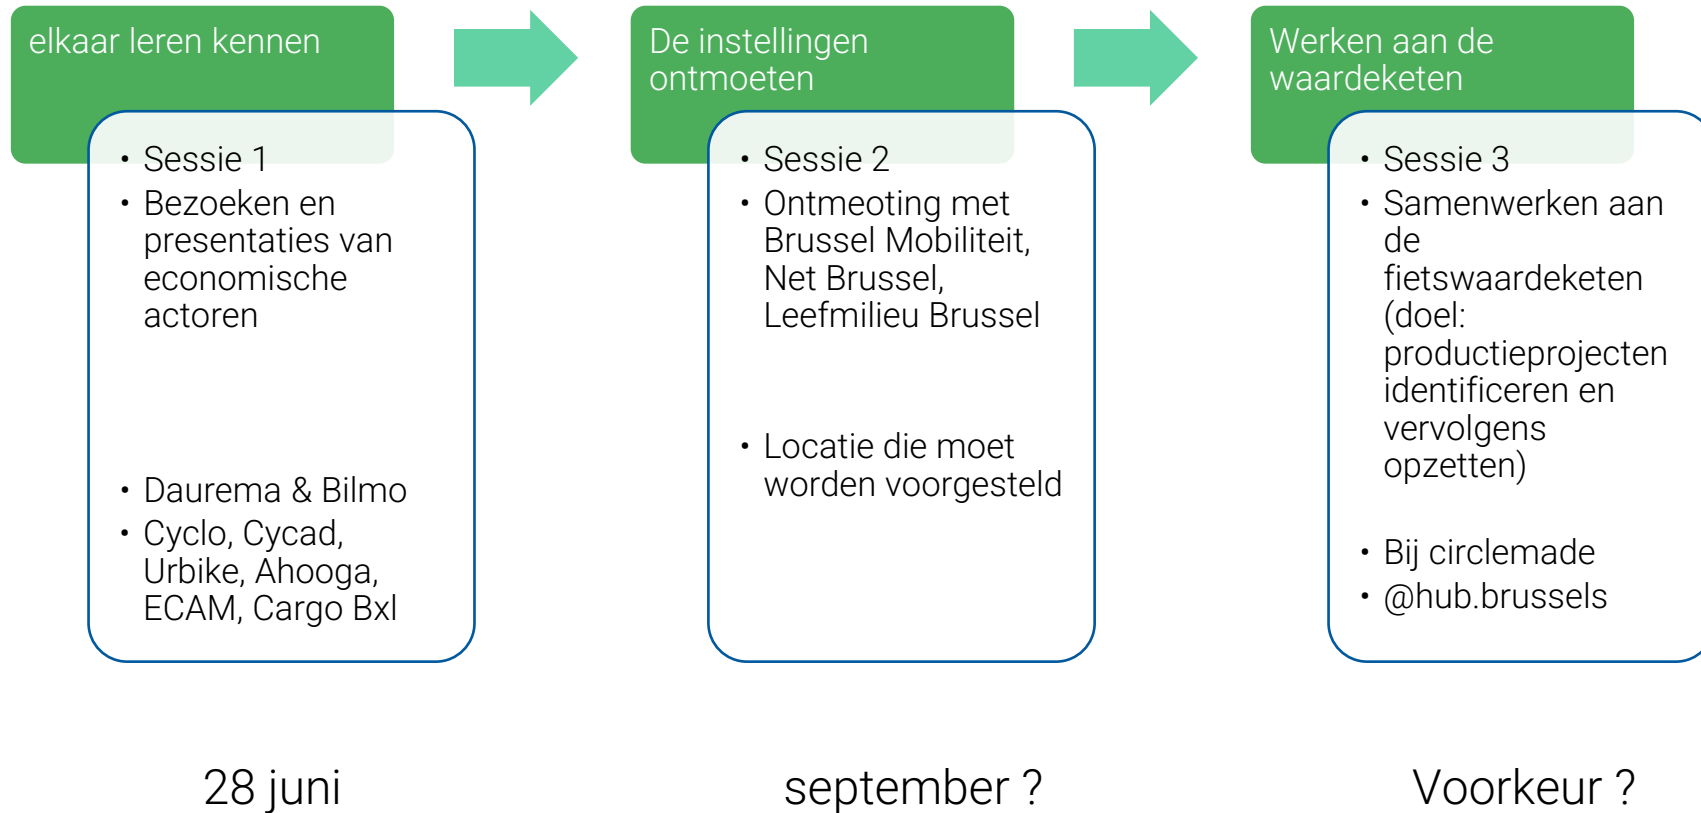 elkaar leren kennen
• Sessie 1
• Bezoeken en
presentaties van
economische
actoren
• Daurema & Bilmo
• Cyclo, Cycad,
Urbike, Ahooga,
ECAM, Cargo Bxl
28 juni
De instellingen
ontmoeten
• Sessie 2
• Ontmeoting met
Brussel Mobiliteit,
Net Brussel,
Leefmilieu Brussel
• Locatie die moet
worden voorgesteld
september ?
Werken aan de
waardeketen
• Sessie 3
• Samenwerken aan
de
fietswaardeketen
(doel:
productieprojecten
identificeren en
vervolgens
opzetten)
• Bij circlemade
• @hub.brussels
Voorkeur ?